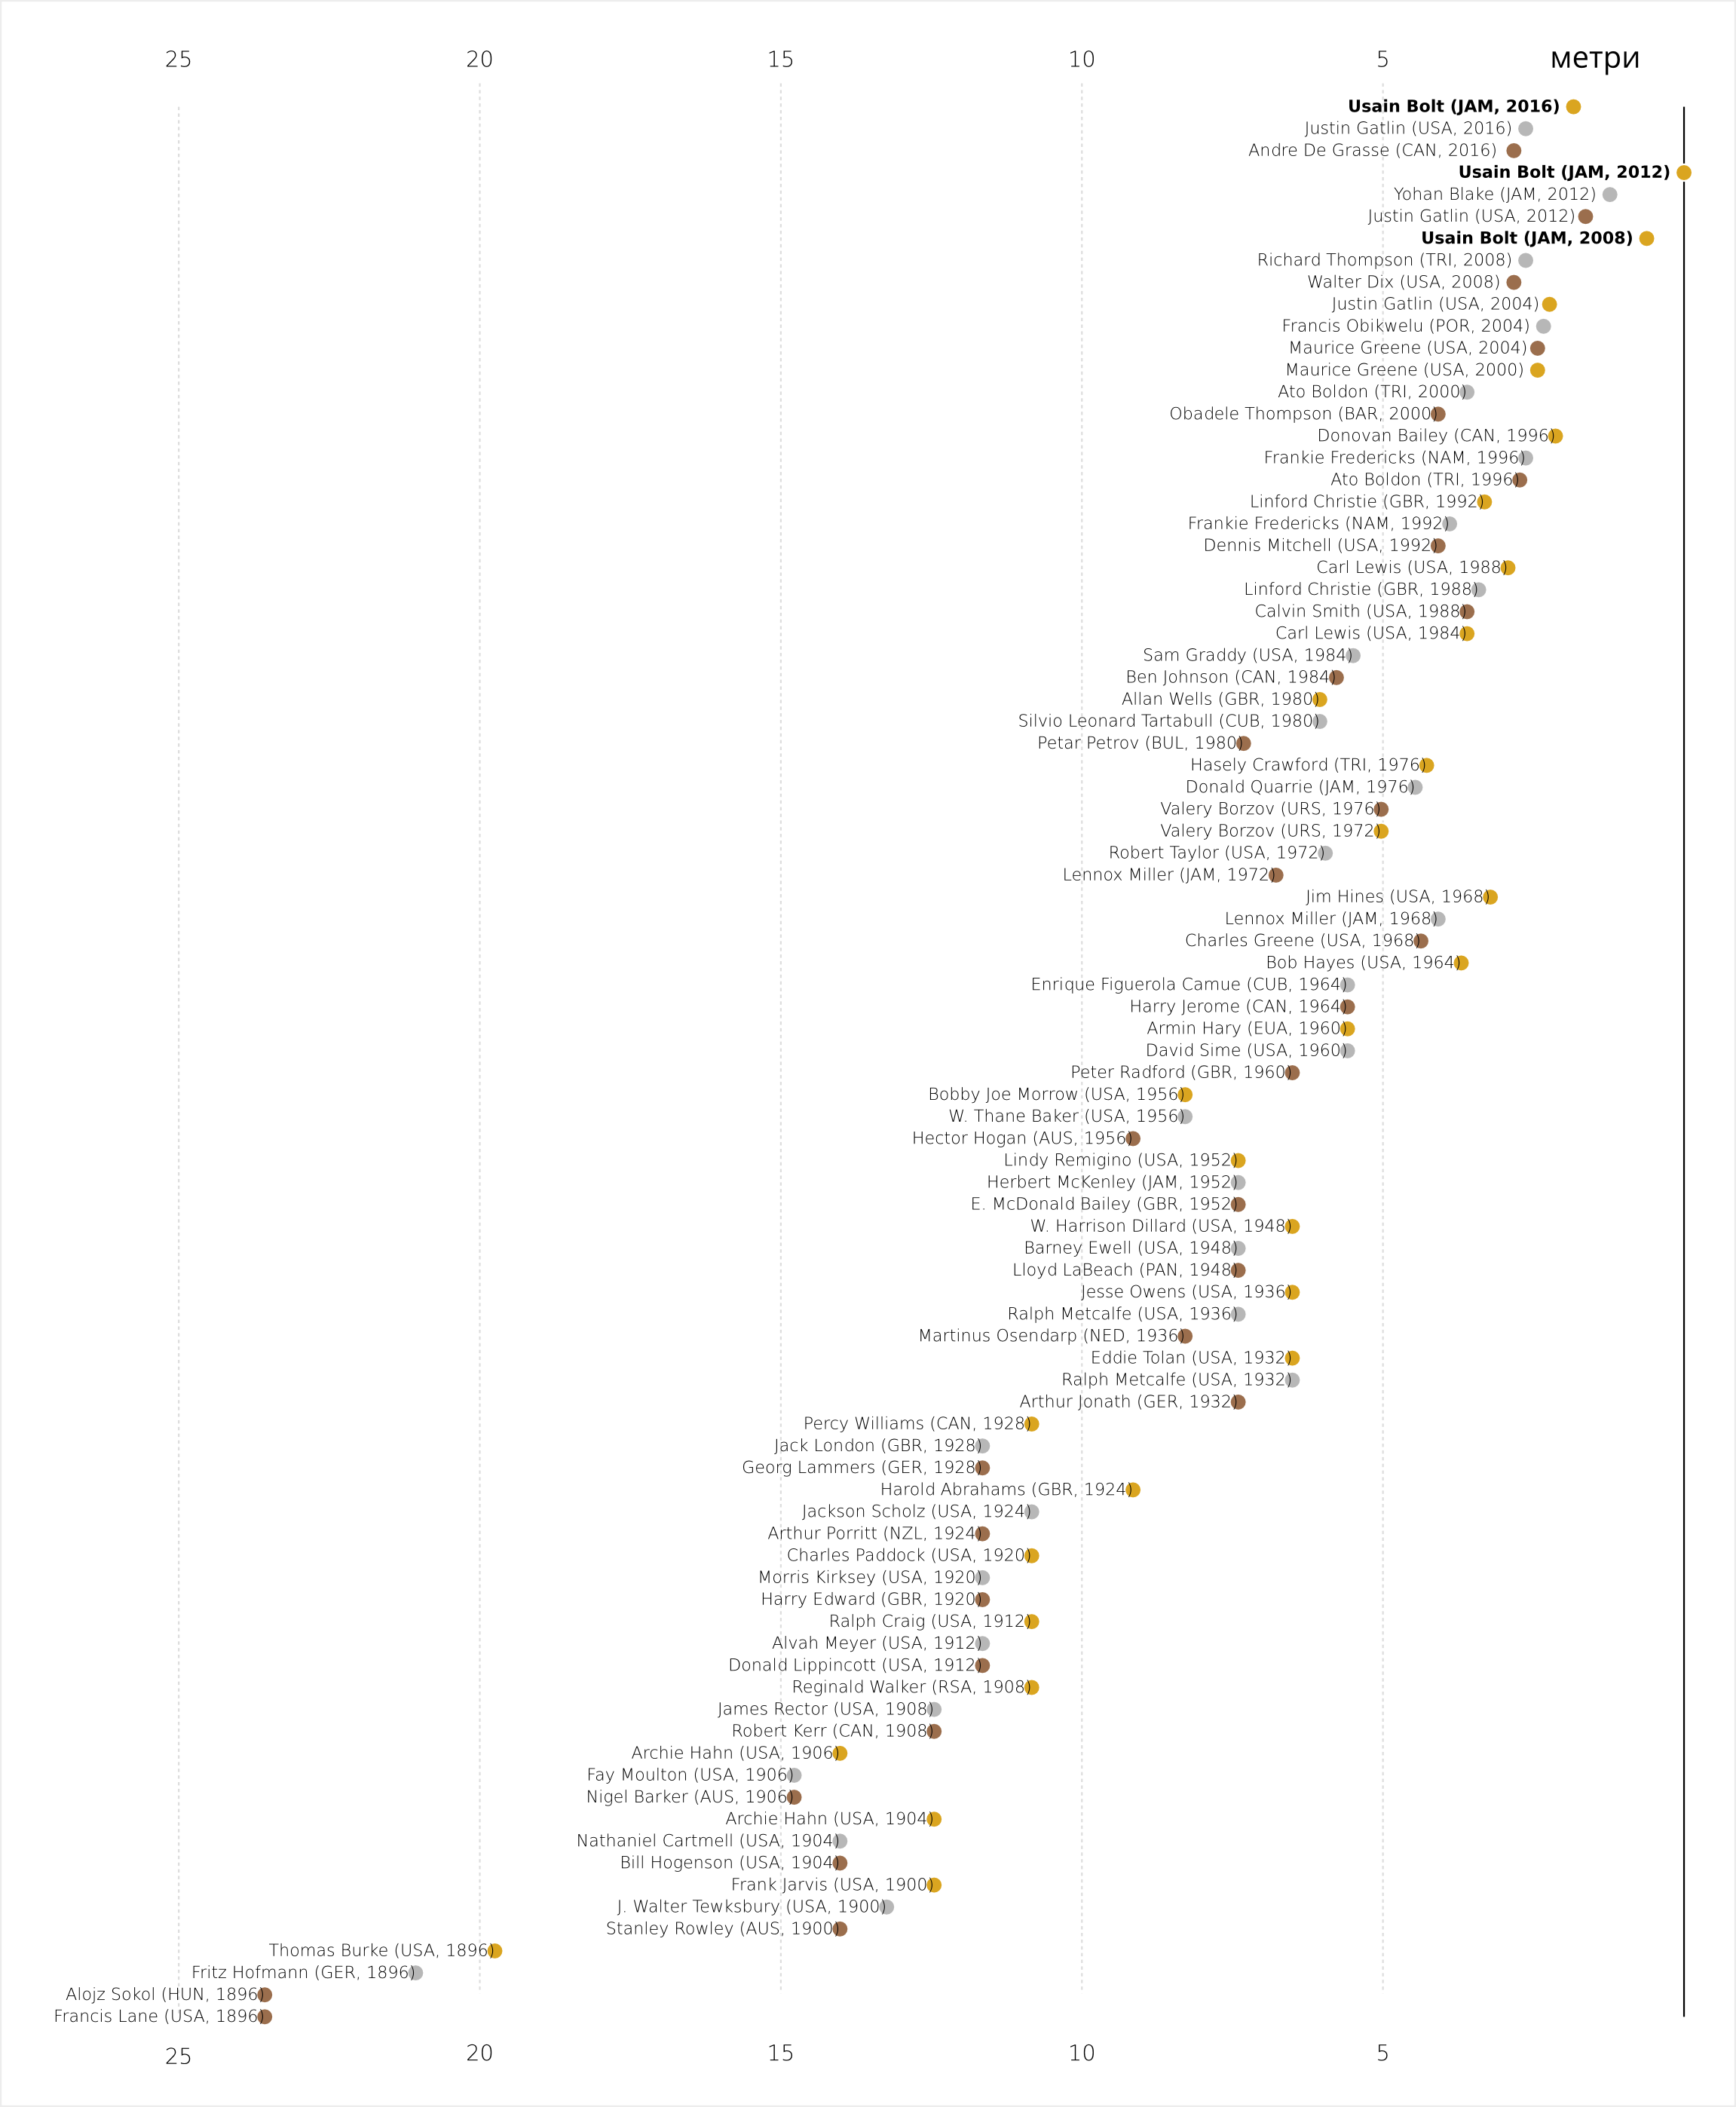 25 20 15 10 5 метри
Usain Bolt (JAM, 2016)
Justin Gatlin (USA, 2016)
Andre De Grasse (CAN, 2016)
Usain Bolt (JAM, 2012)
Yohan Blake (JAM, 2012)
Justin Gatlin (USA, 2012)
Usain Bolt (JAM, 2008)
Richard Thompson (TRI, 2008)
Walter Dix (USA, 2008)
Justin Gatlin (USA, 2004)
Francis Obikwelu (POR, 2004)
Maurice Greene (USA, 2004)
Maurice Greene (USA, 2000)
Ato Boldon (TRI, 2000)
Obadele Thompson (BAR, 2000)
Donovan Bailey (CAN, 1996)
Frankie Fredericks (NAM, 1996)
Ato Boldon (TRI, 1996)
Linford Christie (GBR, 1992)
Frankie Fredericks (NAM, 1992)
Dennis Mitchell (USA, 1992)
Carl Lewis (USA, 1988)
Linford Christie (GBR, 1988)
Calvin Smith (USA, 1988)
Carl Lewis (USA, 1984)
Sam Graddy (USA, 1984)
Ben Johnson (CAN, 1984)
Allan Wells (GBR, 1980)
Silvio Leonard Tartabull (CUB, 1980)
Petar Petrov (BUL, 1980)
Hasely Crawford (TRI, 1976)
Donald Quarrie (JAM, 1976)
Valery Borzov (URS, 1976)
Valery Borzov (URS, 1972)
Robert Taylor (USA, 1972)
Lennox Miller (JAM, 1972)
Jim Hines (USA, 1968)
Lennox Miller (JAM, 1968)
Charles Greene (USA, 1968)
Bob Hayes (USA, 1964)
Enrique Figuerola Camue (CUB, 1964)
Harry Jerome (CAN, 1964)
Armin Hary (EUA, 1960)
David Sime (USA, 1960)
Peter Radford (GBR, 1960)
Bobby Joe Morrow (USA, 1956)
W. Thane Baker (USA, 1956)
Hector Hogan (AUS, 1956)
Lindy Remigino (USA, 1952)
Herbert McKenley (JAM, 1952)
E. McDonald Bailey (GBR, 1952)
W. Harrison Dillard (USA, 1948)
Barney Ewell (USA, 1948)
Lloyd LaBeach (PAN, 1948)
Jesse Owens (USA, 1936)
Ralph Metcalfe (USA, 1936)
Martinus Osendarp (NED, 1936)
Eddie Tolan (USA, 1932)
Ralph Metcalfe (USA, 1932)
Arthur Jonath (GER, 1932)
Percy Williams (CAN, 1928)
Jack London (GBR, 1928)
Georg Lammers (GER, 1928)
Harold Abrahams (GBR, 1924)
Jackson Scholz (USA, 1924)
Arthur Porritt (NZL, 1924)
Charles Paddock (USA, 1920)
Morris Kirksey (USA, 1920)
Harry Edward (GBR, 1920)
Ralph Craig (USA, 1912)
Alvah Meyer (USA, 1912)
Donald Lippincott (USA, 1912)
Reginald Walker (RSA, 1908)
James Rector (USA, 1908)
Robert Kerr (CAN, 1908)
Archie Hahn (USA, 1906)
Fay Moulton (USA, 1906)
Nigel Barker (AUS, 1906)
Archie Hahn (USA, 1904)
Nathaniel Cartmell (USA, 1904)
Bill Hogenson (USA, 1904)
Frank Jarvis (USA, 1900)
J. Walter Tewksbury (USA, 1900)
Stanley Rowley (AUS, 1900)
Thomas Burke (USA, 1896)
Fritz Hofmann (GER, 1896)
Alojz Sokol (HUN, 1896)
Francis Lane (USA, 1896)
25 20 15 10 5